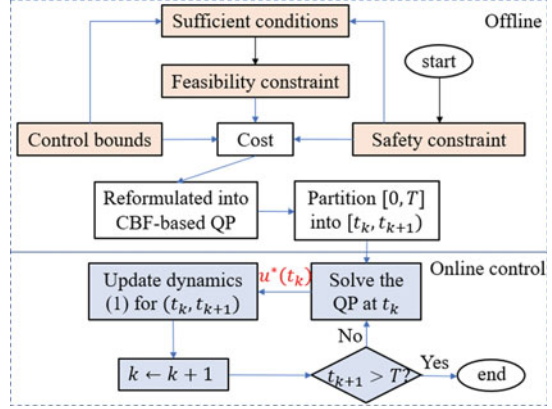 Sufficient conditions
Offline
Feasibility constraint
start
Control bounds
Cost
Safety constraint
Reformulated into
CBF-based QP
Partition [0, T]
into [t_k, t_{k+1})
Online control
Update dynamics
(1) for (t_k, t_{k+1})
u*(t_k)
Solve the
QP at t_k
No
k ← k + 1
t_{k+1} > T?
Yes
end